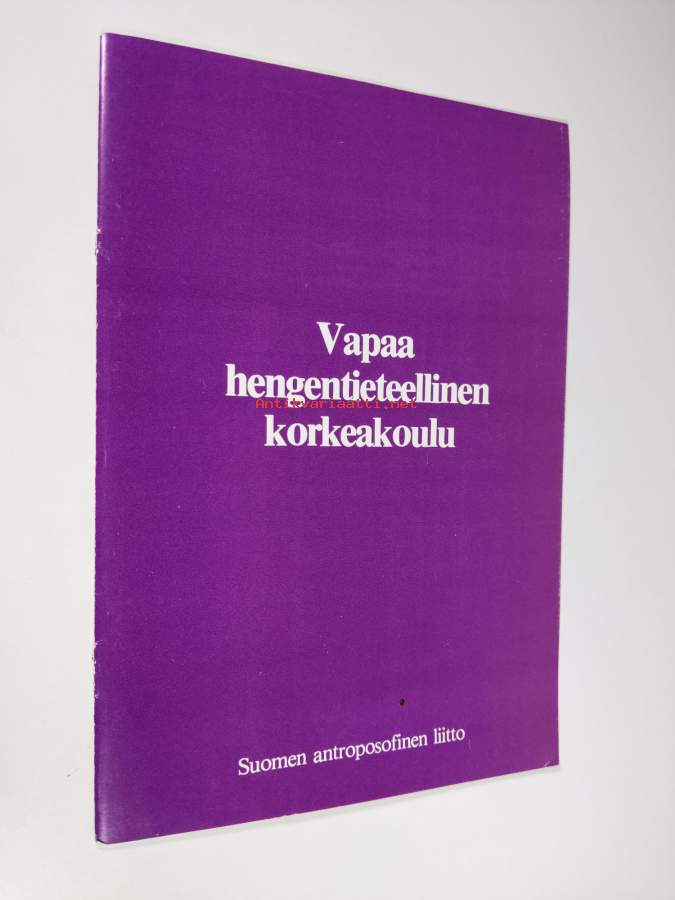 Vapaa
hengentieteellinen
Antikvariaatti.net
korkeakoulu
Suomen antroposofinen liitto